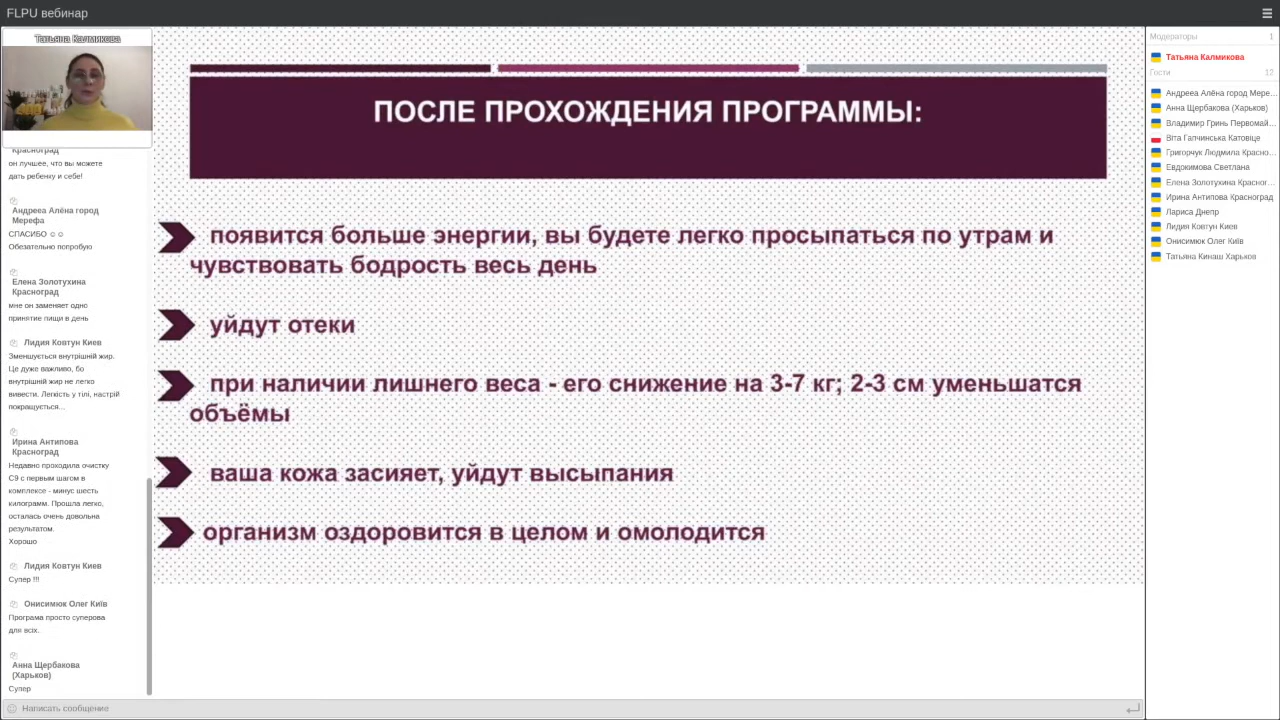 FLPU вебинар
Татьяна Калмикова
Красноград
он лучшее, что вы можете
дать ребенку и себе!
Андреea Алёна город
Мерефа
СПАСИБО ☺☺
Обезательно попробую
Елена Золотухина
Красноград
мне он заменяет одно
принятие пищи в день
Лидия Ковтун Киев
Зменшується внутрішній жир.
Це дуже важливо, бо
внутрішній жир не легко
вивести. Легкість у тілі, настрій
покращується...
Ирина Антипова
Красноград
Недавно проходила очистку
С9 с первым шагом в
комплексе - минус шесть
килограмм. Прошла легко,
осталась очень довольна
результатом.
Хорошо
Лидия Ковтун Киев
Супер !!!
Онисимюк Олег Київ
Програма просто суперова
для всіх.
Анна Щербакова
(Харьков)
Супер
ПОСЛЕ ПРОХОЖДЕНИЯ ПРОГРАММЫ:
появится больше энергии, вы будете легко просыпаться по утрам и
чувствовать бодрость весь день
уйдут отеки
при наличии лишнего веса - его снижение на 3-7 кг; 2-3 см уменьшатся
объёмы
ваша кожа засияет, уйдут высыпания
организм оздоровится в целом и омолодится
Написать сообщение
Модераторы 1
Татьяна Калмикова
Гости 12
Андреea Алёна город Мере...
Анна Щербакова (Харьков)
Владимир Гринь Первомай...
Віта Гапчинська Катовіце
Григорчук Людмила Красно...
Евдокимова Светлана
Елена Золотухина Красног...
Ирина Антипова Красноград
Лариса Днепр
Лидия Ковтун Киев
Онисимюк Олег Київ
Татьяна Кинаш Харьков